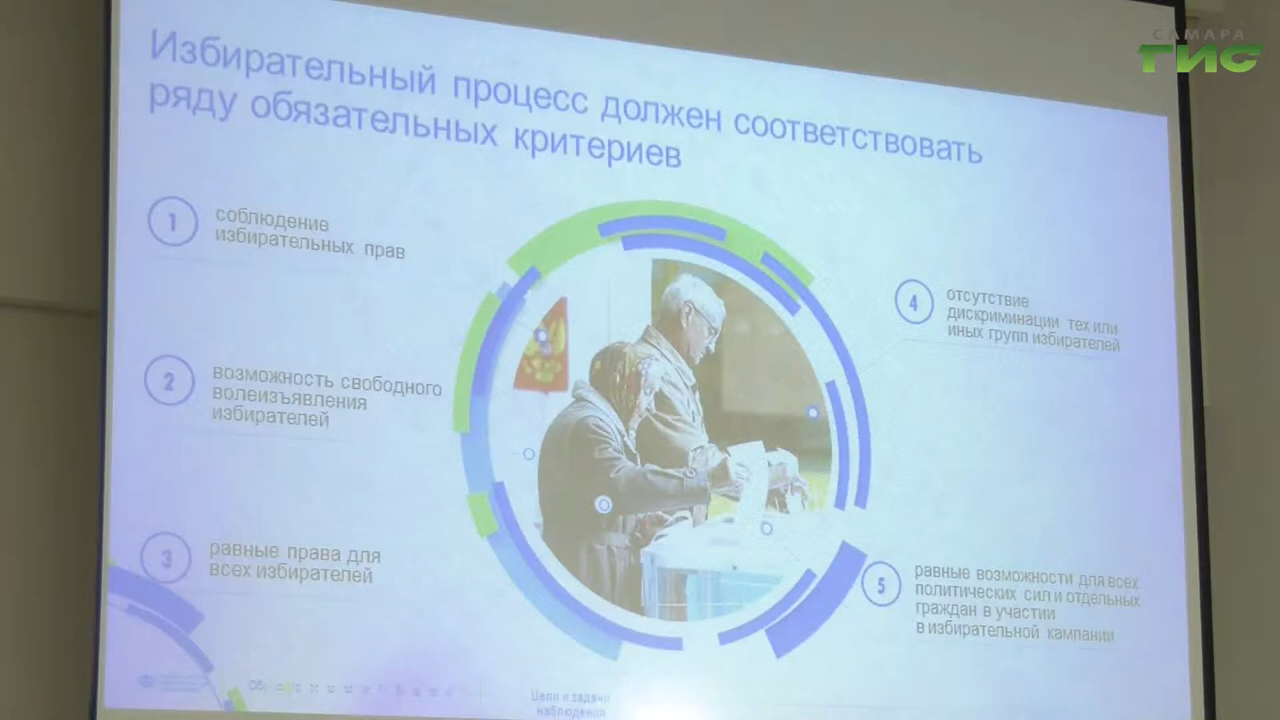 САМАРА
ТИС
Избирательный процесс должен соответствовать
ряду обязательных критериев
1
соблюдение
избирательных прав
2
возможность свободного
волеизъявления
избирателей
3
равные права для
всех избирателей
4
отсутствие
дискриминации тех или
иных групп избирателей
5
равные возможности для всех
политических сил и отдельных
граждан в участии
в избирательной кампании
Цели и задачи
наблюдения